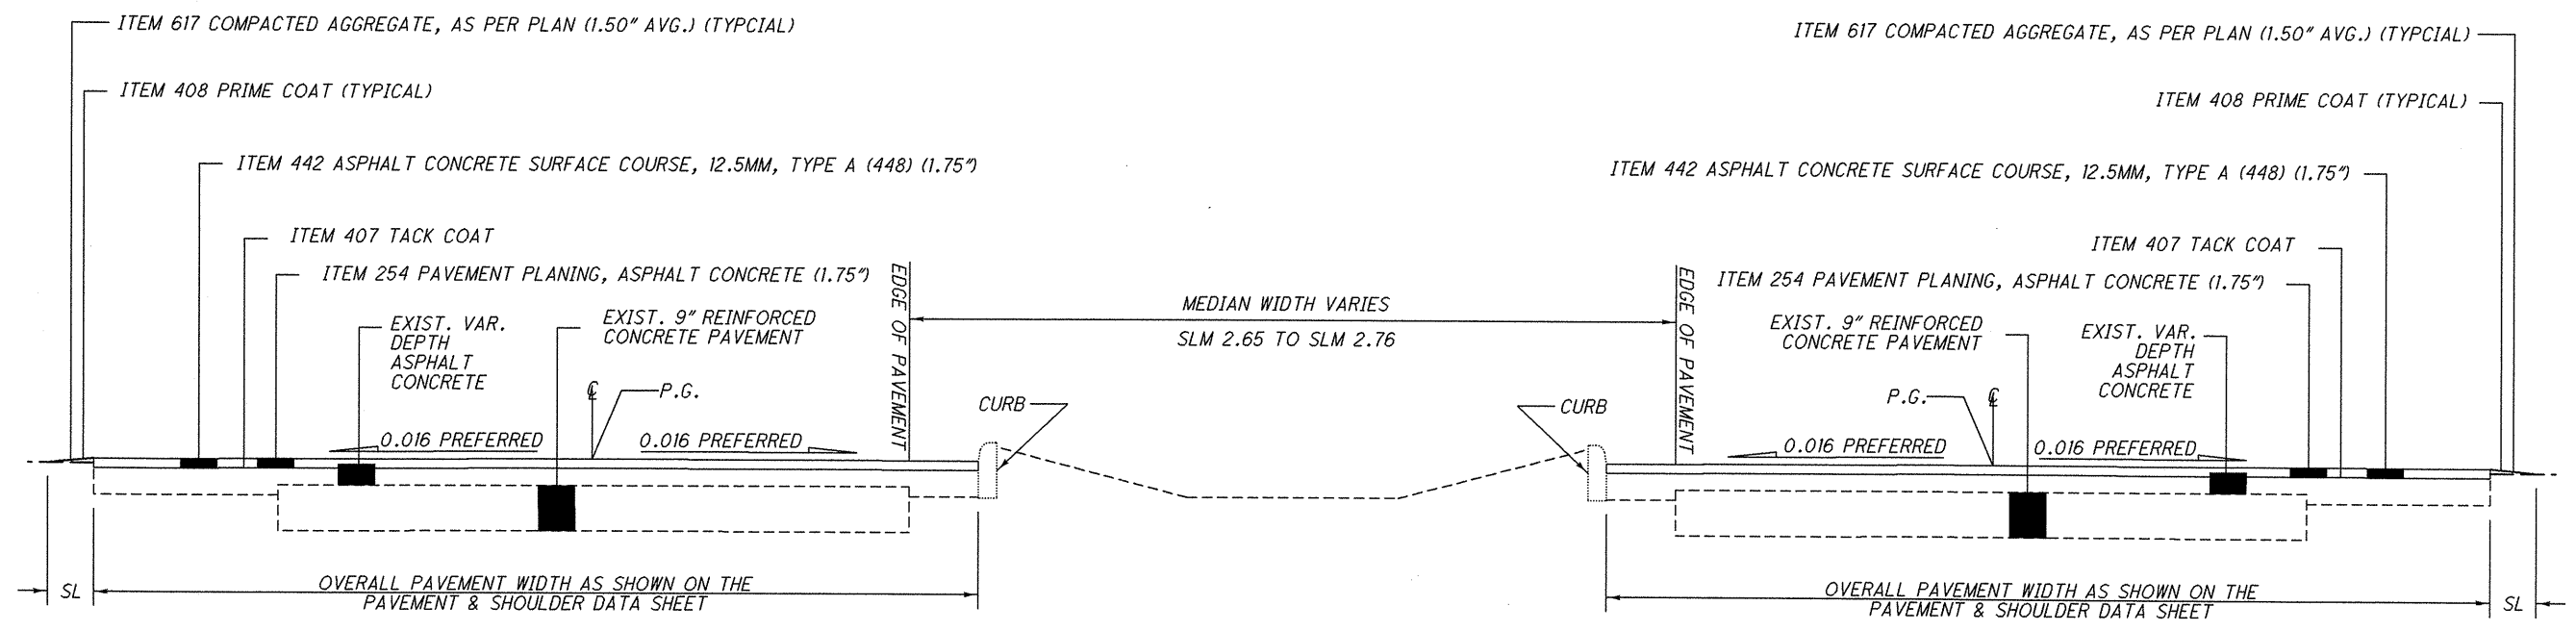 ITEM 617 COMPACTED AGGREGATE, AS PER PLAN (1.50" AVG.) (TYPCIAL)
ITEM 408 PRIME COAT (TYPICAL)
ITEM 442 ASPHALT CONCRETE SURFACE COURSE, 12.5MM, TYPE A (448) (1.75")
ITEM 407 TACK COAT
ITEM 254 PAVEMENT PLANING, ASPHALT CONCRETE (1.75")
EXIST. VAR.
DEPTH
ASPHALT
CONCRETE
EXIST. 9" REINFORCED
CONCRETE PAVEMENT
℄
P.G.
0.016 PREFERRED
0.016 PREFERRED
EDGE OF PAVEMENT
CURB
SL
OVERALL PAVEMENT WIDTH AS SHOWN ON THE
PAVEMENT & SHOULDER DATA SHEET
MEDIAN WIDTH VARIES
SLM 2.65 TO SLM 2.76
ITEM 617 COMPACTED AGGREGATE, AS PER PLAN (1.50" AVG.) (TYPCIAL)
ITEM 408 PRIME COAT (TYPICAL)
ITEM 442 ASPHALT CONCRETE SURFACE COURSE, 12.5MM, TYPE A (448) (1.75")
ITEM 407 TACK COAT
ITEM 254 PAVEMENT PLANING, ASPHALT CONCRETE (1.75")
EDGE OF PAVEMENT
EXIST. 9" REINFORCED
CONCRETE PAVEMENT
EXIST. VAR.
DEPTH
ASPHALT
CONCRETE
CURB
P.G.
℄
0.016 PREFERRED
0.016 PREFERRED
OVERALL PAVEMENT WIDTH AS SHOWN ON THE
PAVEMENT & SHOULDER DATA SHEET
SL